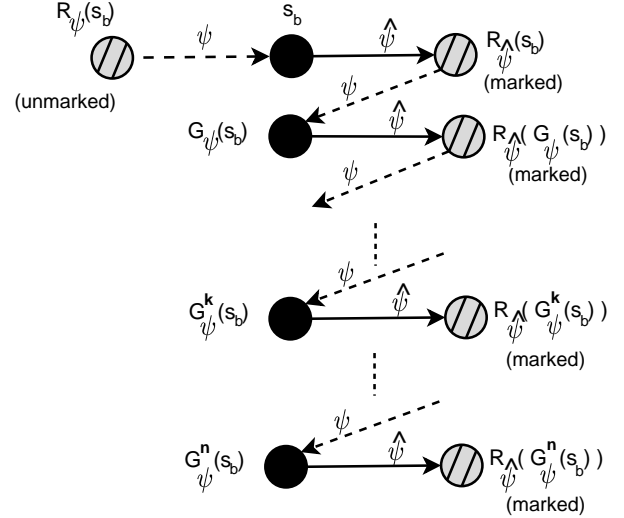 R_ψ(s_b)
s_b
ψ
ψ̂
R_ψ̂(s_b)
(unmarked)
(marked)
ψ
G_ψ(s_b)
ψ̂
R_ψ̂( G_ψ(s_b) )
(marked)
ψ
ψ
G^k_ψ(s_b)
ψ̂
R_ψ̂( G^k_ψ(s_b) )
(marked)
ψ
G^n_ψ(s_b)
ψ̂
R_ψ̂( G^n_ψ(s_b) )
(marked)